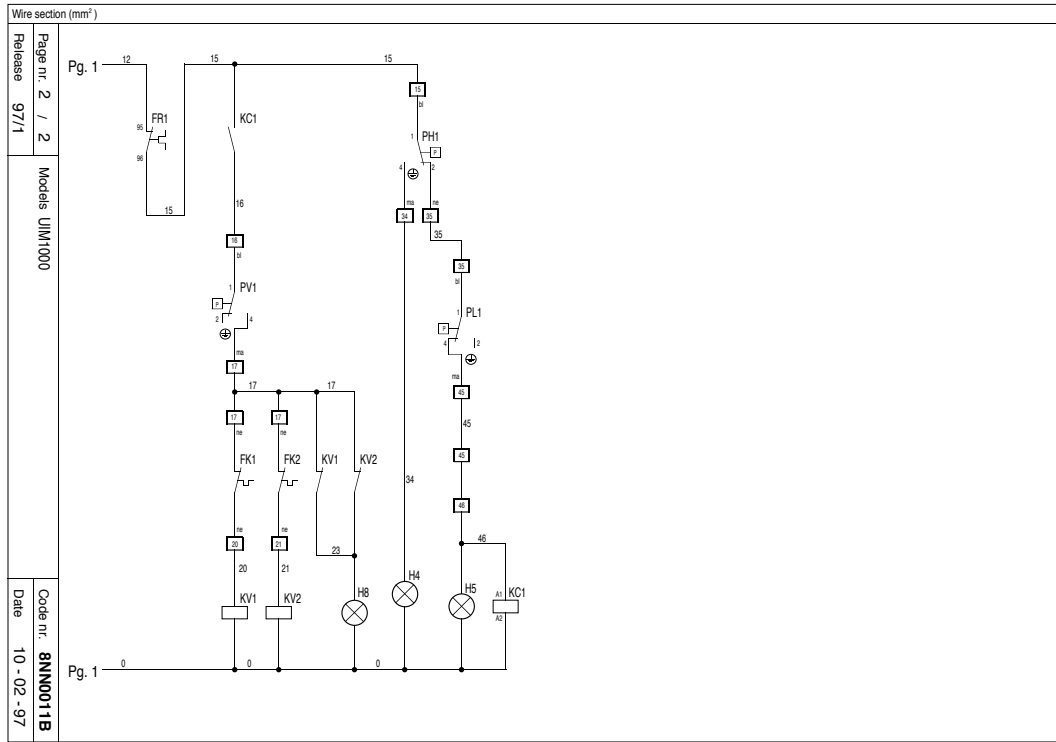 Wire section (mm²)
Page nr. 2 / 2
Release 97/1
Models UIM1000
Code nr. 8NN0011B
Date 10 - 02 - 97
Pg. 1
12
15
15
95
FR1
96
15
KC1
16
16
bl
1
PV1
P
2
4
ma
17
17
17
17
ne
17
ne
FK1
FK2
KV1
KV2
ne
20
ne
21
20
21
23
KV1
KV2
H8
15
bl
1
PH1
P
4
2
ma
ne
34
35
35
34
35
bl
1
PL1
P
4
2
ma
45
45
45
46
46
H4
H5
A1
KC1
A2
Pg. 1
0
0
0